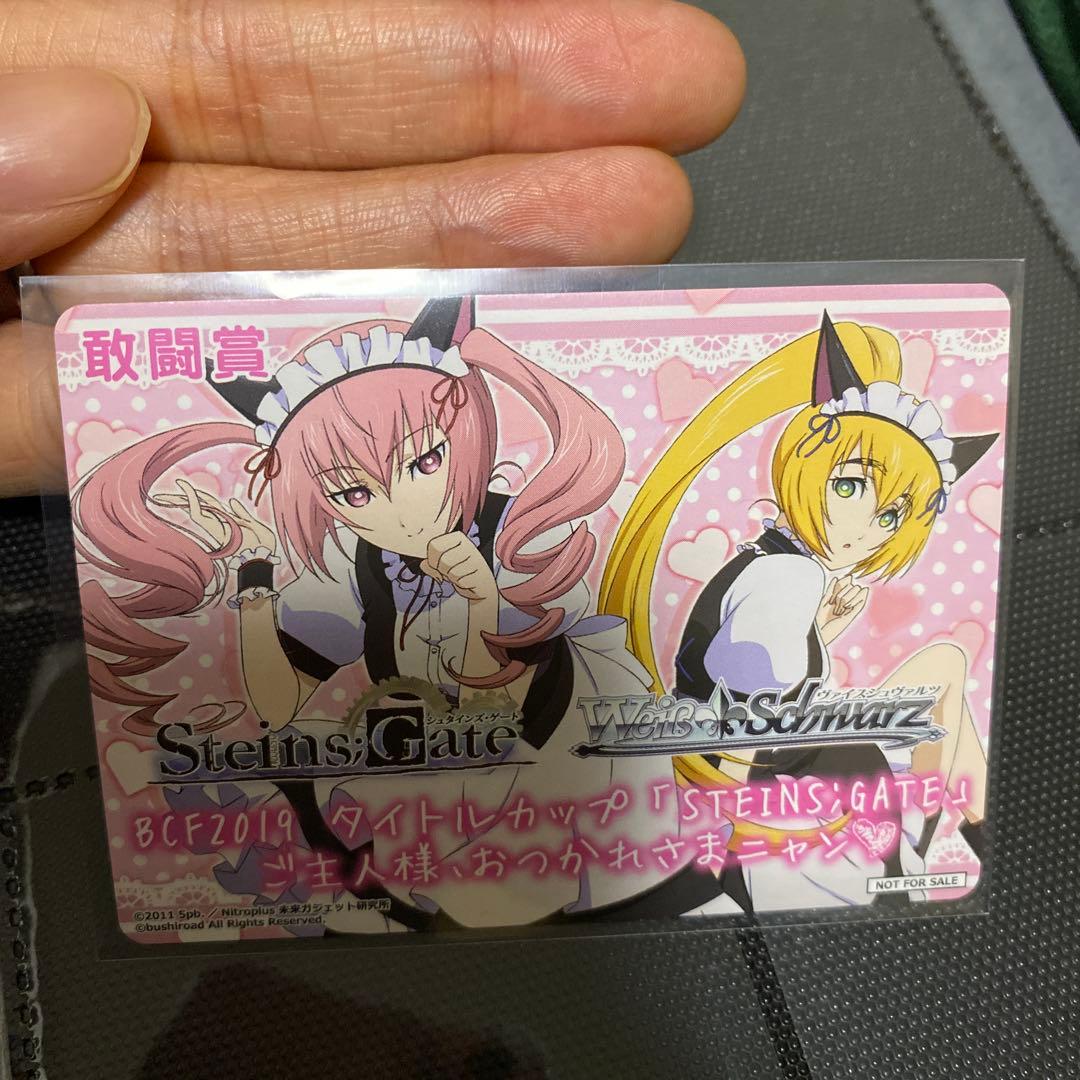 敢闘賞
シュタインズ・ゲート
Steins;Gate
ヴァイスシュヴァルツ
Weiß Schwarz
BCF2019 タイトルカップ「STEINS;GATE」
ご主人様、おつかれさまニャン♡
NOT FOR SALE
©2011 5pb. / Nitroplus 未来ガジェット研究所
©bushiroad All Rights Reserved.